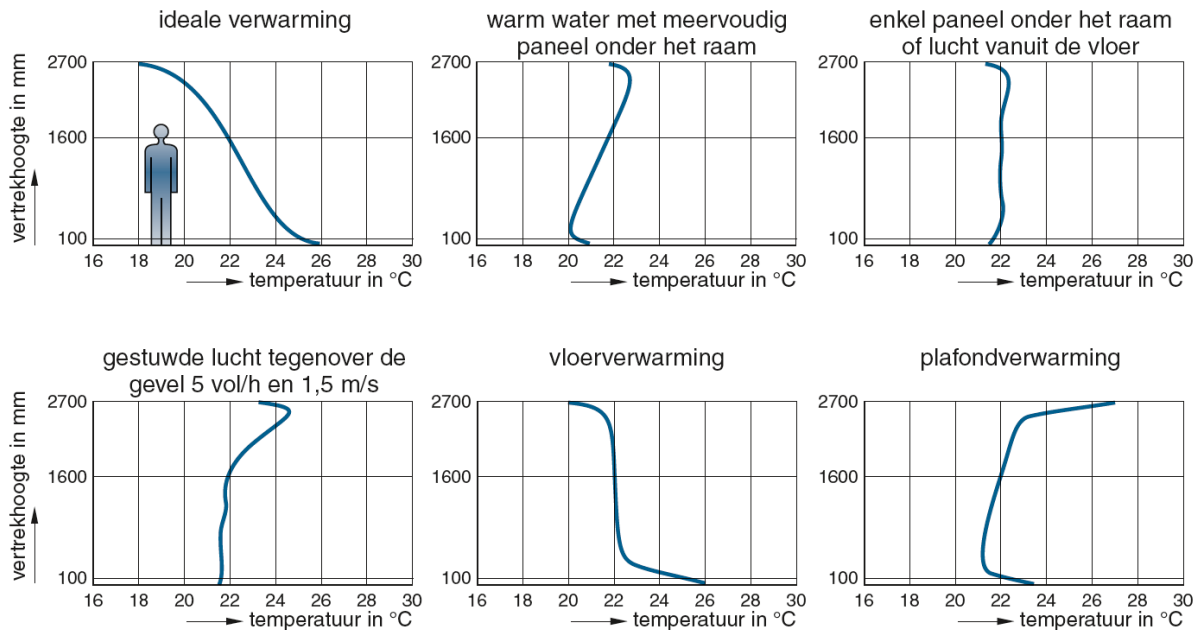 ideale verwarming
vertrekhoogte in mm
2700
1600
100
16 18 20 22 24 26 28 30
temperatuur in °C
warm water met meervoudig
paneel onder het raam
2700
1600
100
16 18 20 22 24 26 28 30
temperatuur in °C
enkel paneel onder het raam
of lucht vanuit de vloer
2700
1600
100
16 18 20 22 24 26 28 30
temperatuur in °C
gestuwde lucht tegenover de
gevel 5 vol/h en 1,5 m/s
vertrekhoogte in mm
2700
1600
100
16 18 20 22 24 26 28 30
temperatuur in °C
vloerverwarming
2700
1600
100
16 18 20 22 24 26 28 30
temperatuur in °C
plafondverwarming
2700
1600
100
16 18 20 22 24 26 28 30
temperatuur in °C